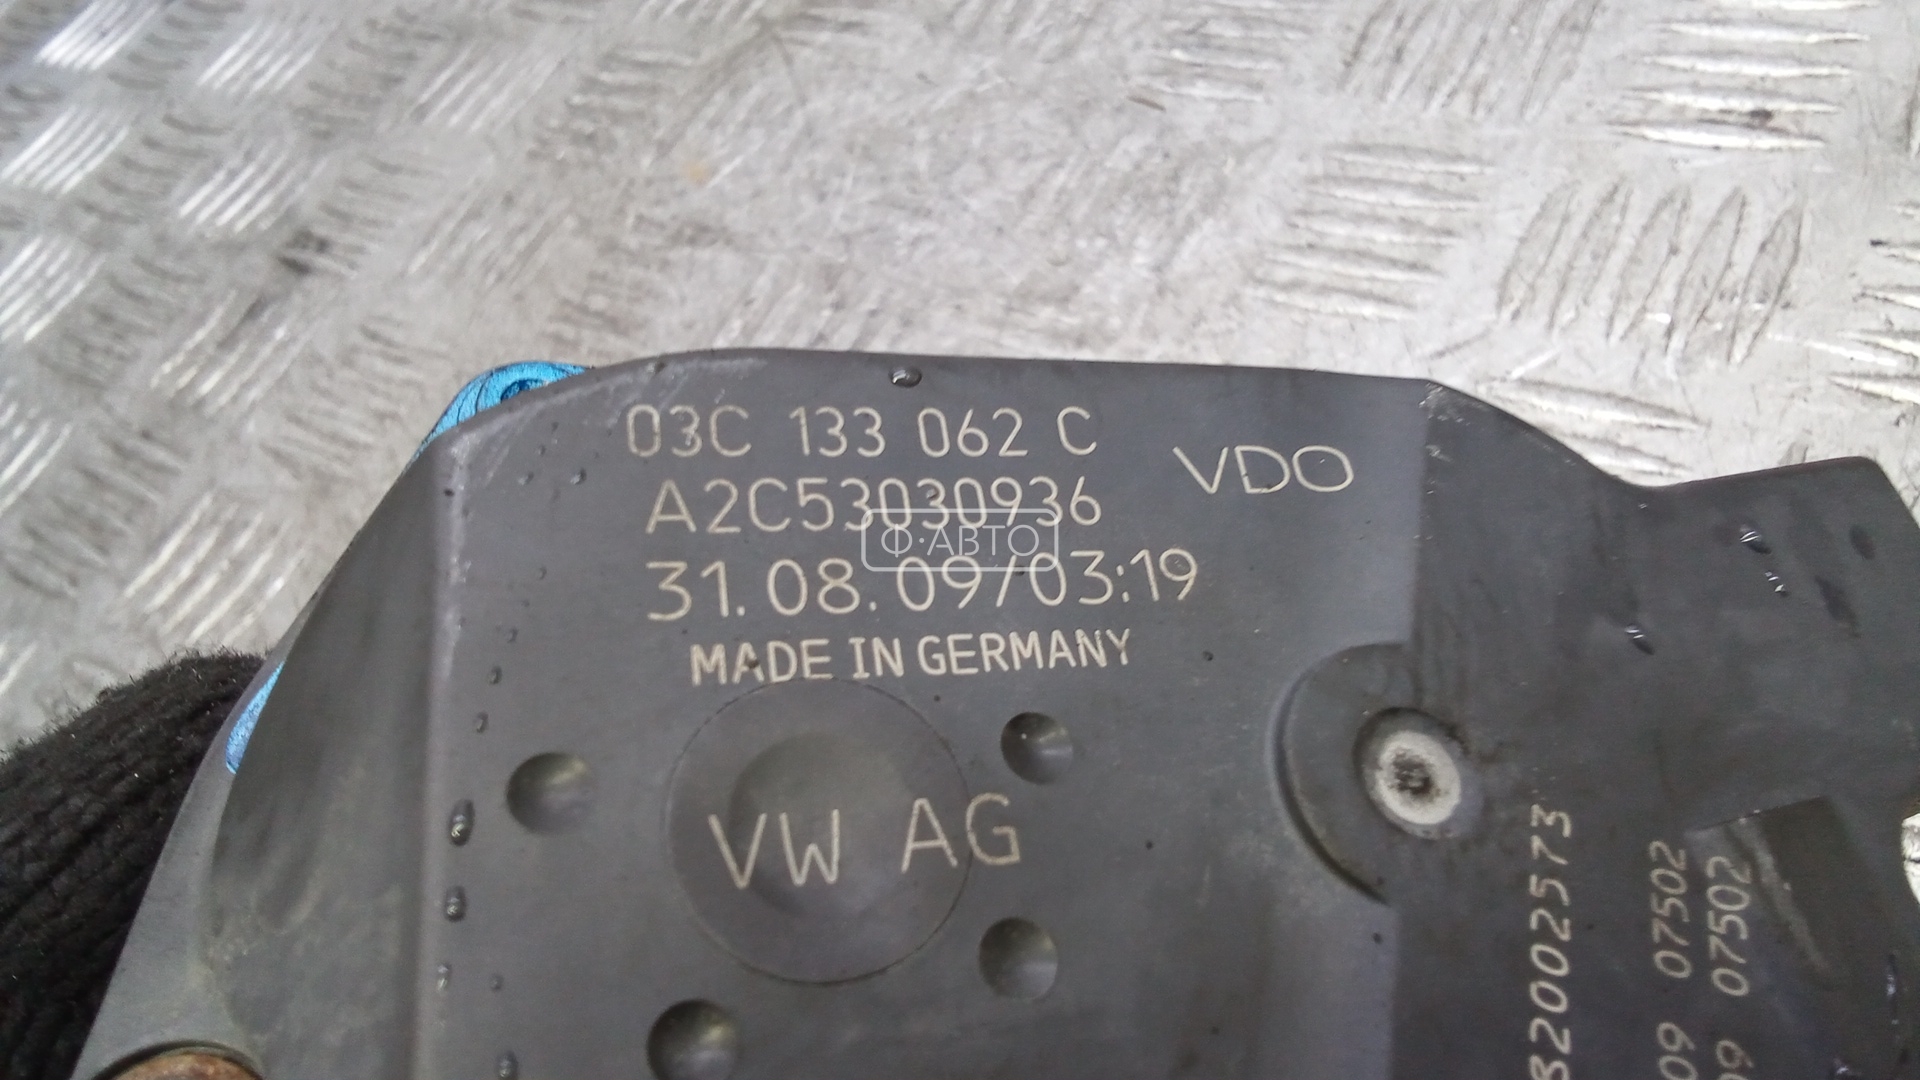 03C 133 062 C
VDO
A2C53030936
Ф·АВТО
31.08.09/03:19
MADE IN GERMANY
VW AG
B2002573
09 07502
09 07502